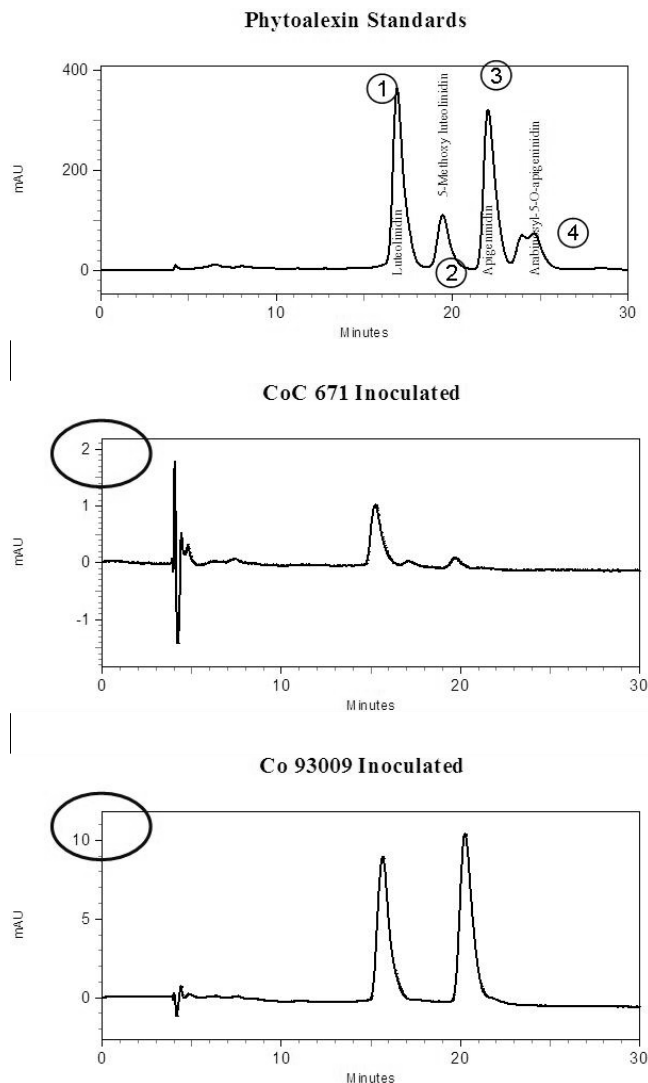 Phytoalexin Standards
400
200
0
mAU
1
2
3
4
Luteolinidin
5-Methoxy luteolinidin
Apigeninidin
Arabinosyl-5-O-apigeninidin
10
20
30
Minutes
CoC 671 Inoculated
2
1
0
-1
mAU
0
10
20
30
Minutes
Co 93009 Inoculated
10
5
0
mAU
0
10
20
30
Minutes